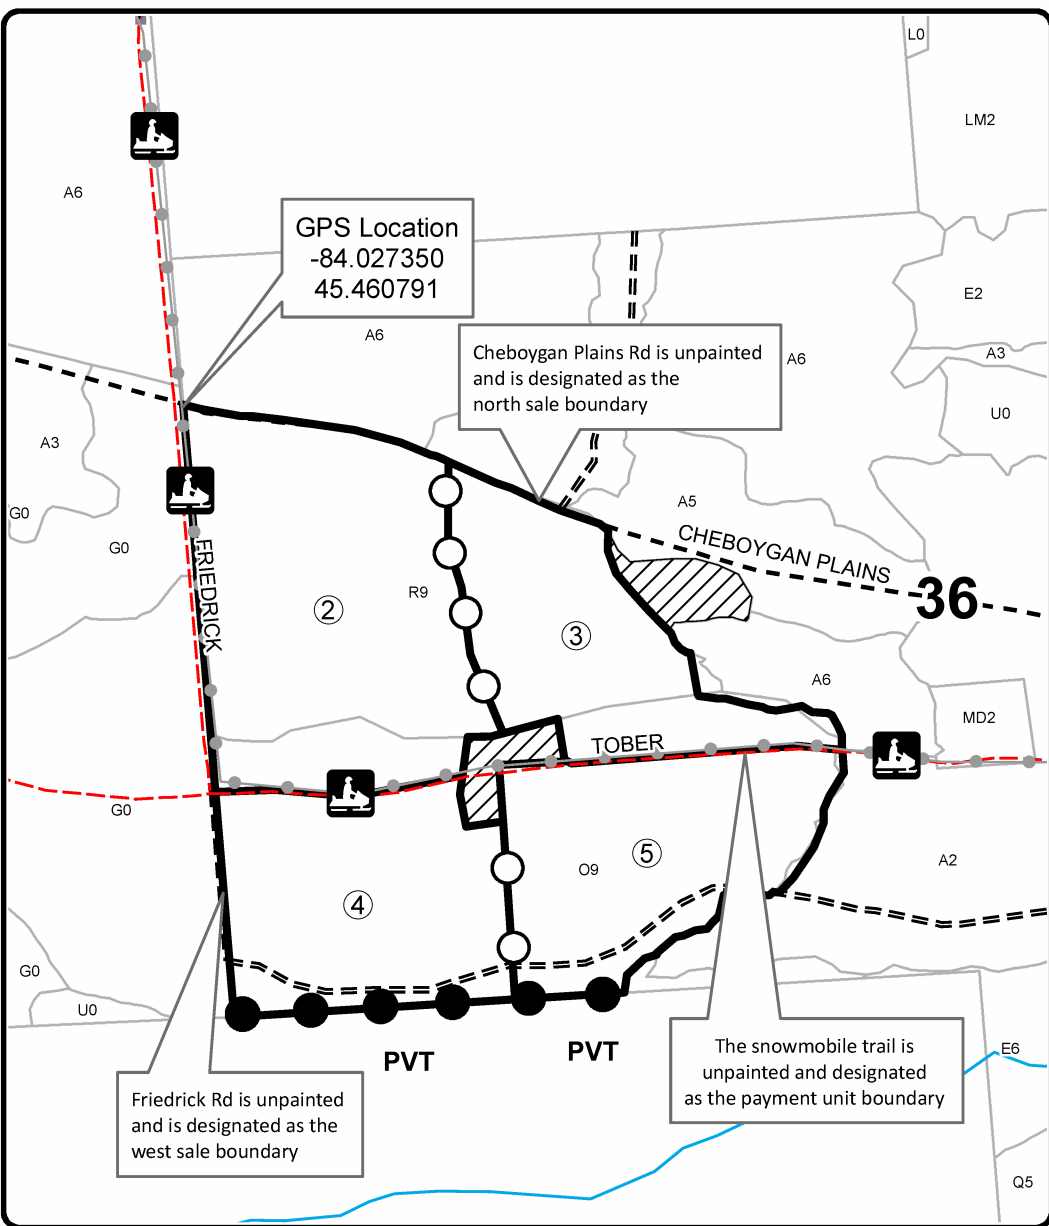 L0
LM2
A6
GPS Location
-84.027350
45.460791
E2
A6
Cheboygan Plains Rd is unpainted
and is designated as the
north sale boundary
A6
A3
U0
A3
A5
G0
G0
CHEBOYGAN PLAINS
36
FRIEDRICK
R9
2
3
A6
MD2
TOBER
G0
5
O9
A2
4
G0
U0
PVT
PVT
The snowmobile trail is
unpainted and designated
as the payment unit boundary
E6
Friedrick Rd is unpainted
and is designated as the
west sale boundary
Q5